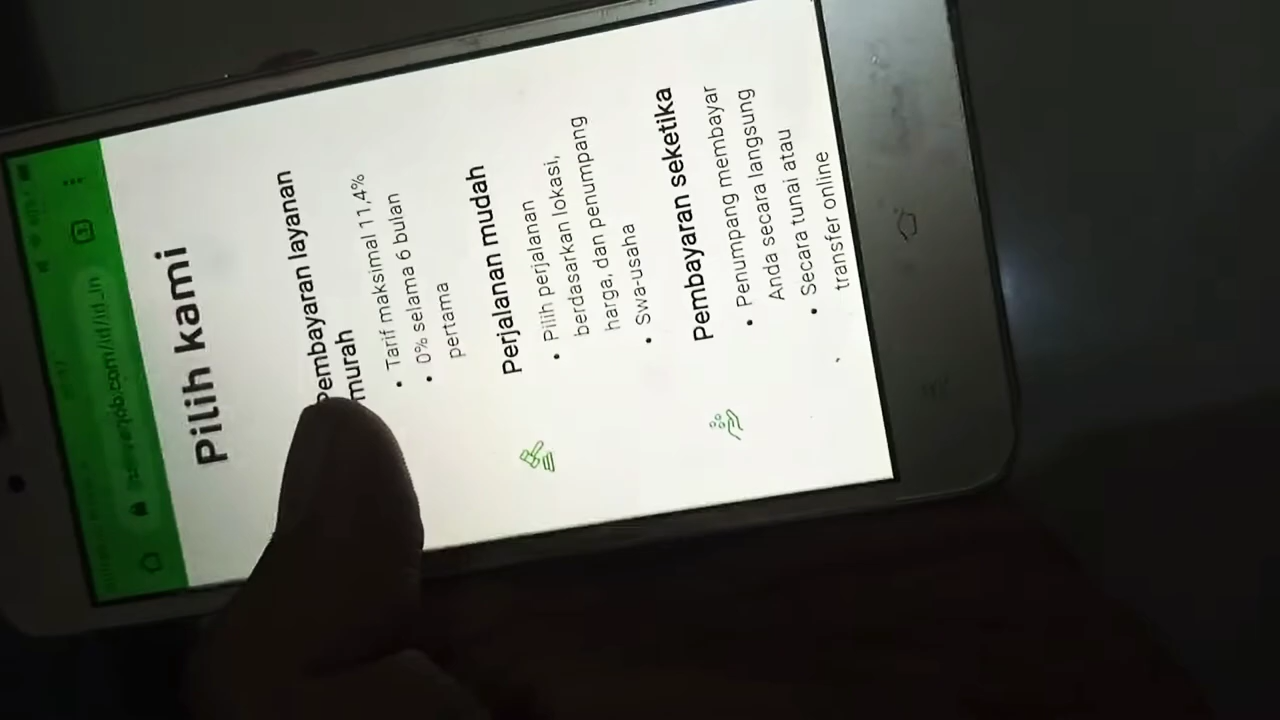 Pilih kami
Pembayaran layanan
murah
• Tarif maksimal 11,4%
• 0% selama 6 bulan
pertama
Perjalanan mudah
• Pilih perjalanan
berdasarkan lokasi,
harga, dan penumpang
• Swa-usaha
Pembayaran seketika
• Penumpang membayar
Anda secara langsung
• Secara tunai atau
transfer online